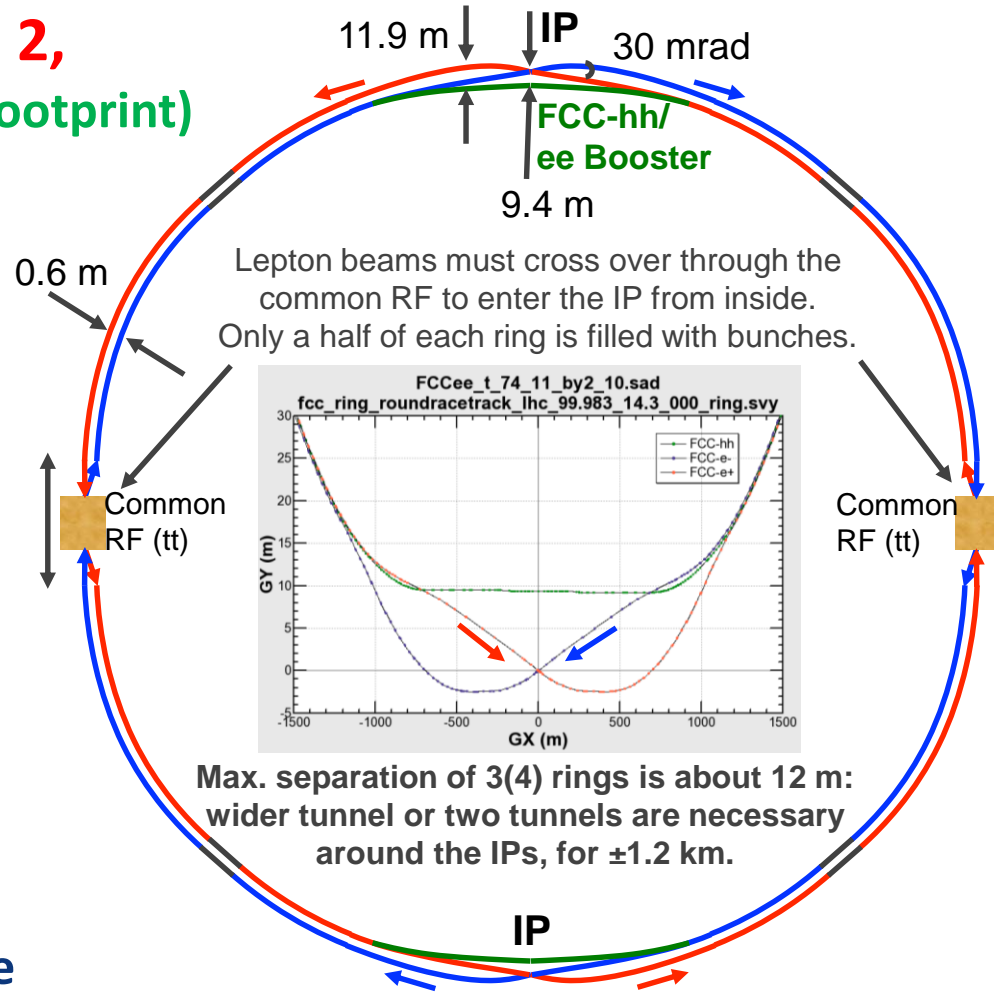 2,
ootprint)
11.9 m
IP
30 mrad
FCC-hh/
ee Booster
9.4 m
0.6 m
Lepton beams must cross over through the
common RF to enter the IP from inside.
Only a half of each ring is filled with bunches.
FCCee_t_74_11_by2_10.sad
fcc_ring_roundracetrack_lhc_99.983_14.3_000_ring.svy
FCC-hh
FCC-e-
FCC-e+
30
25
20
15
10
5
0
-5
GY (m)
-1500 -1000 -500 0 500 1000 1500
GX (m)
Common
RF (tt)
Common
RF (tt)
Max. separation of 3(4) rings is about 12 m:
wider tunnel or two tunnels are necessary
around the IPs, for ±1.2 km.
IP
e